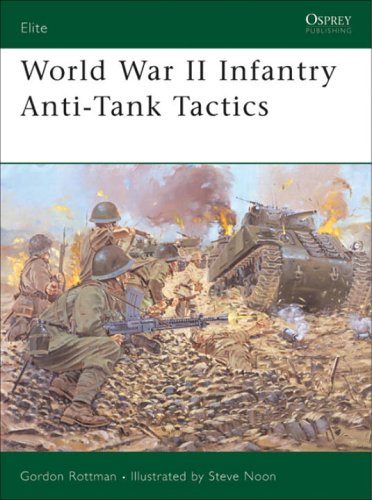 Elite
OSPREY
PUBLISHING
World War II Infantry
Anti-Tank Tactics
Gordon Rottman • Illustrated by Steve Noon